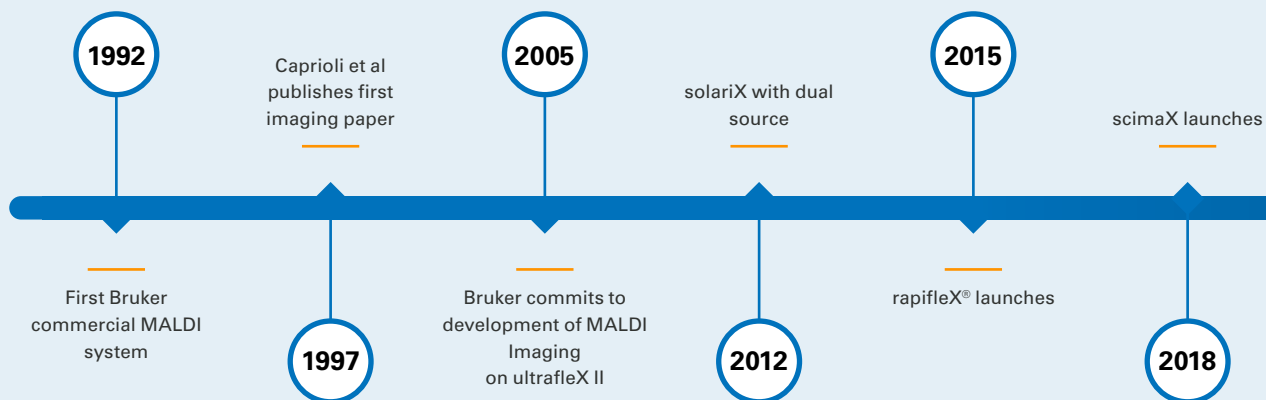 1992
First Bruker
commercial MALDI
system
Caprioli et al
publishes first
imaging paper
1997
2005
Bruker commits to
development of MALDI
Imaging
on ultrafleX II
solariX with dual
source
2012
2015
rapifleX® launches
scimaX launches
2018